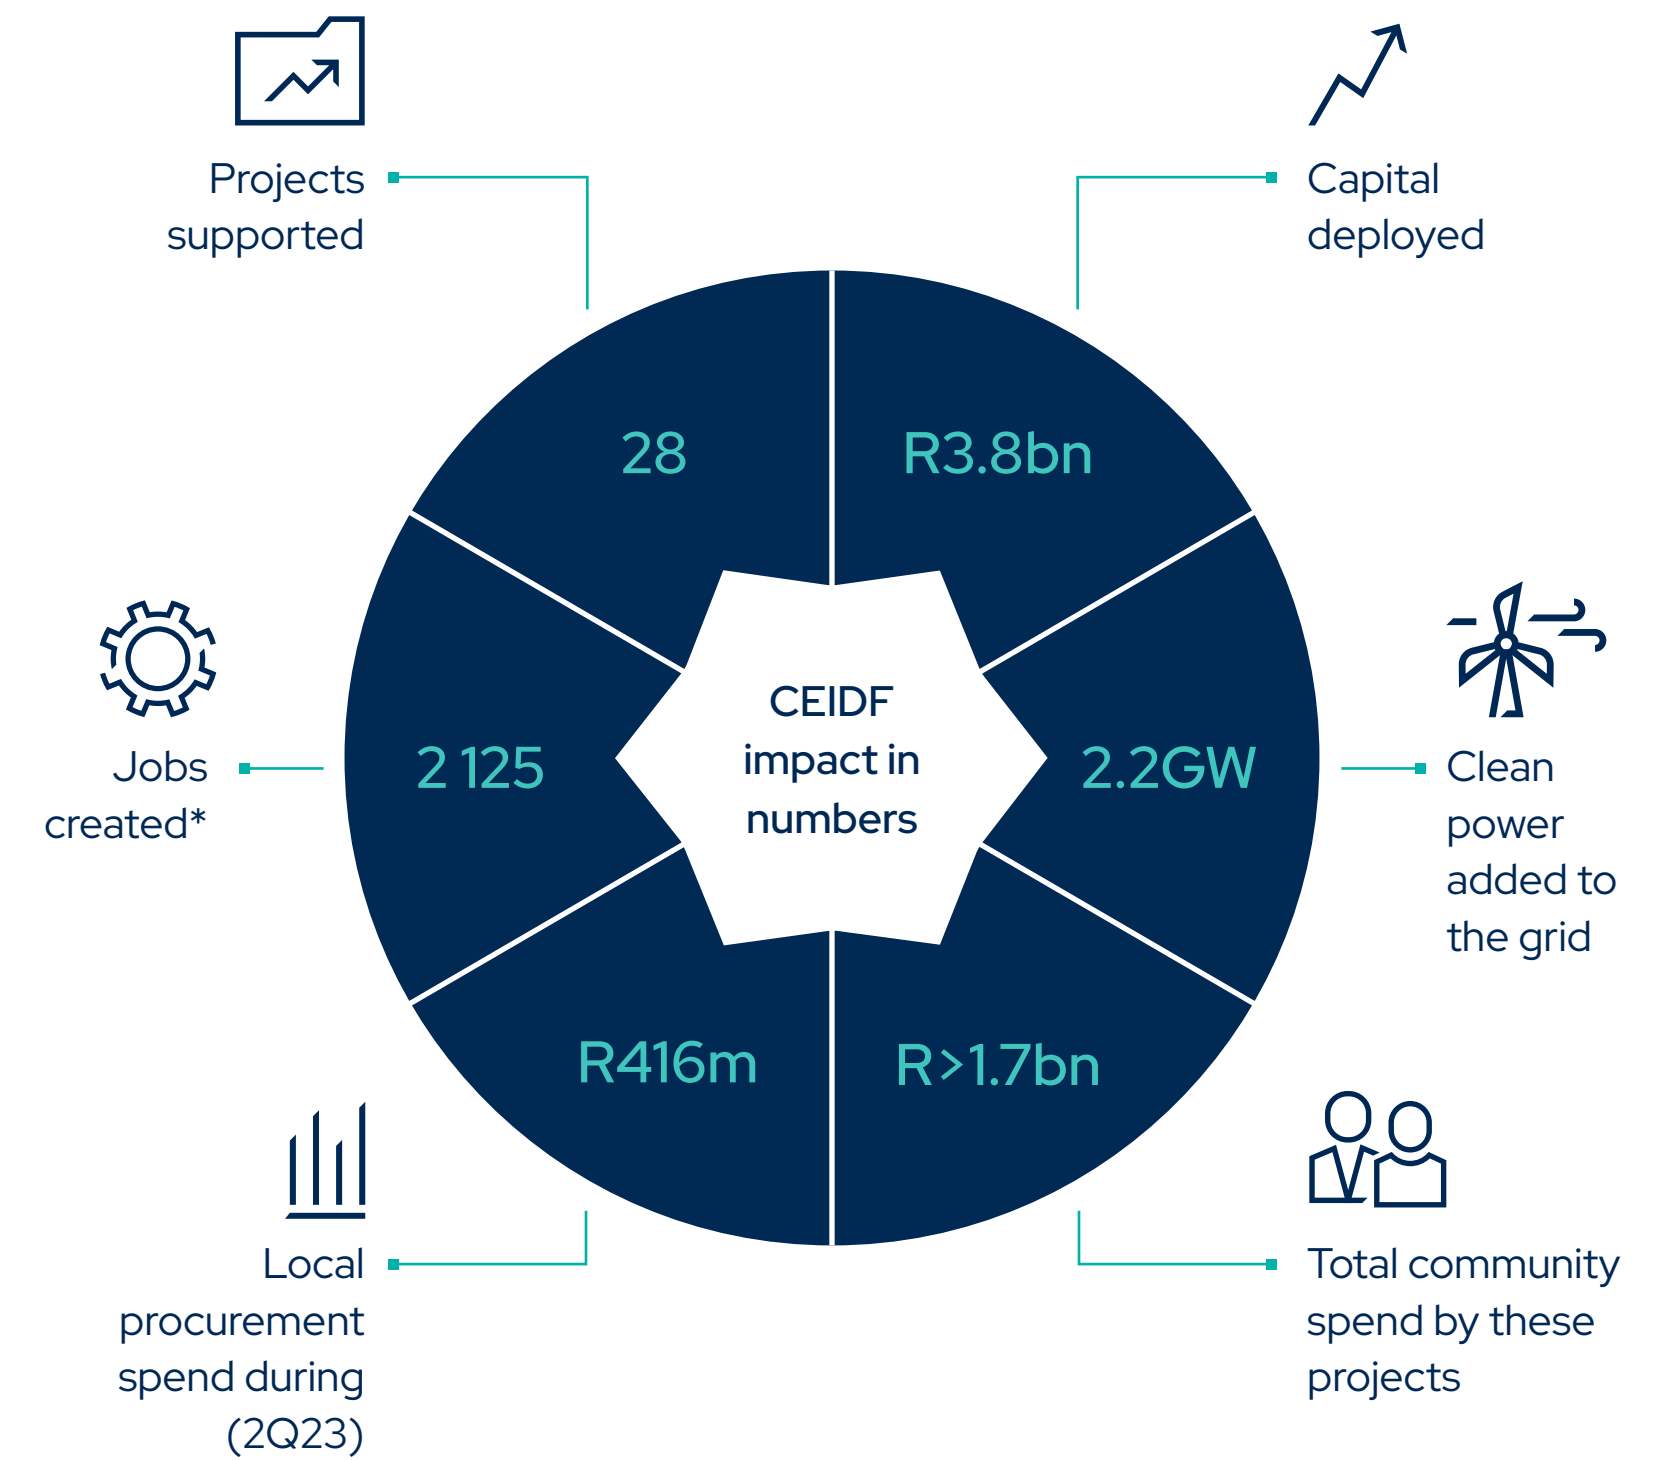 Projects
supported
Capital
deployed
28
R3.8bn
Jobs
created*
2 125
CEIDF
impact in
numbers
2.2GW
Clean
power
added to
the grid
R416m
R>1.7bn
Local
procurement
spend during
(2Q23)
Total community
spend by these
projects